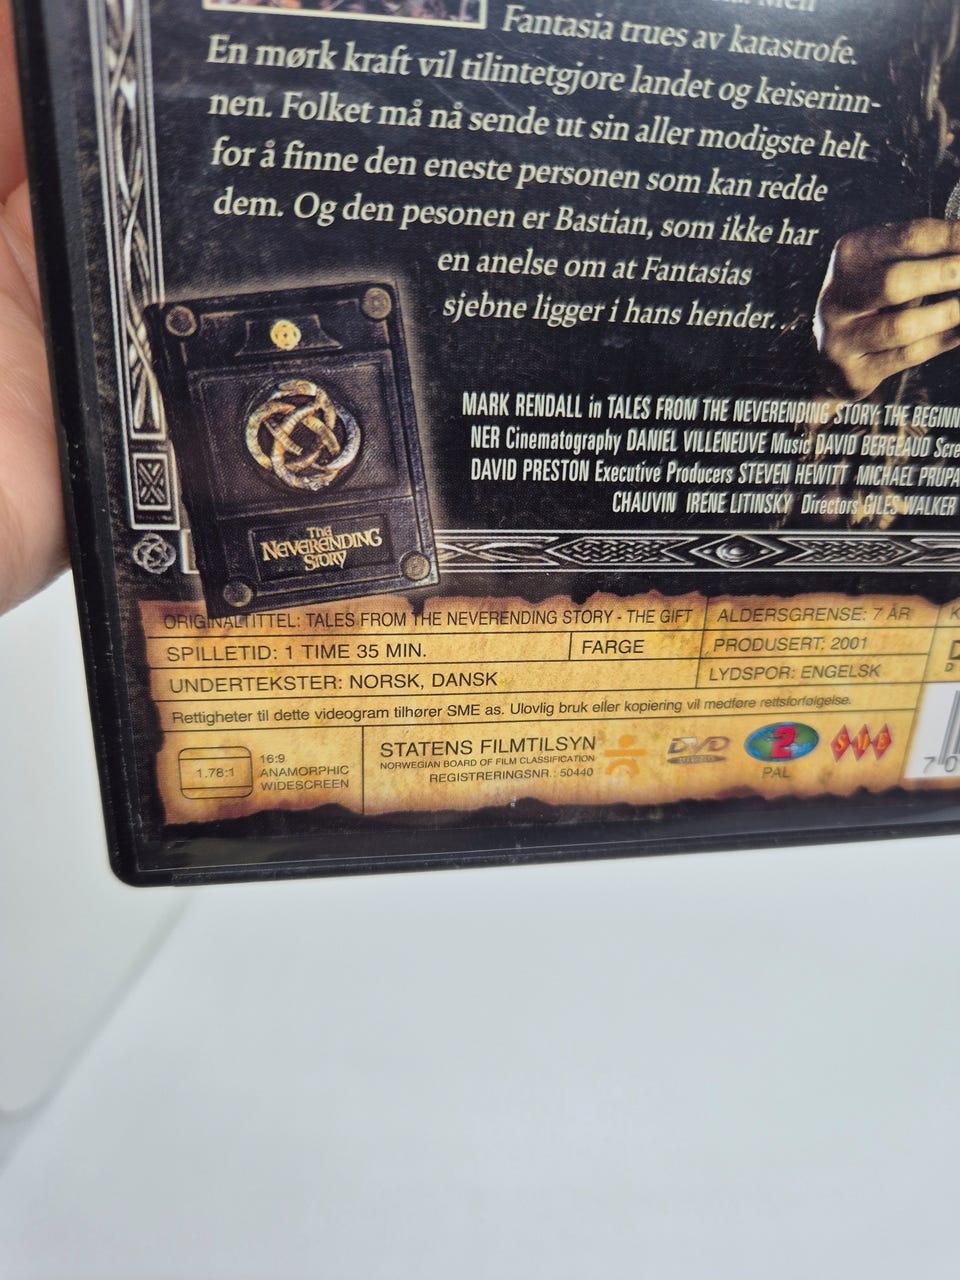 Fantasia trues av katastrofe.
En mørk kraft vil tilintetgjore landet og keiserinn-
nen. Folket må nå sende ut sin aller modigste helt
for å finne den eneste personen som kan redde
dem. Og den pesonen er Bastian, som ikke har
en anelse om at Fantasias
sjebne ligger i hans hender...
The
Neverending
Story
MARK RENDALL in TALES FROM THE NEVERENDING STORY: THE BEGINN
NER Cinematography DANIEL VILLENEUVE Music DAVID BERGEAUD Scre
DAVID PRESTON Executive Producers STEVEN HEWITT MICHAEL PRUPA
CHAUVIN IRENE LITINSKY Directors GILES WALKER
ORIGINALTITTEL: TALES FROM THE NEVERENDING STORY - THE GIFT ALDERSGRENSE: 7 ÅR K
SPILLETID: 1 TIME 35 MIN. FARGE PRODUSERT: 2001
UNDERTEKSTER: NORSK, DANSK LYDSPOR: ENGELSK
Rettigheter til dette videogram tilhører SME as. Ulovlig bruk eller kopiering vil medføre rettsforfølgelse.
1.78:1
16:9
ANAMORPHIC
WIDESCREEN
STATENS FILMTILSYN
NORWEGIAN BOARD OF FILM CLASSIFICATION
REGISTRERINGSNR.: 50440
DVD
VIDEO
2
PAL
7